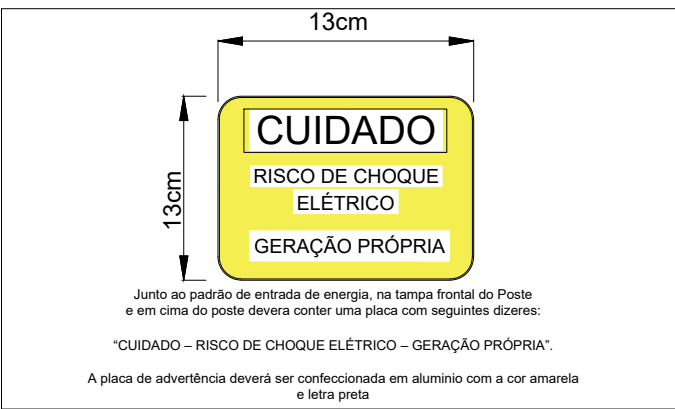 13cm
13cm
CUIDADO
RISCO DE CHOQUE
ELÉTRICO
GERAÇÃO PRÓPRIA
Junto ao padrão de entrada de energia, na tampa frontal do Poste
e em cima do poste devera conter uma placa com seguintes dizeres:
“CUIDADO – RISCO DE CHOQUE ELÉTRICO – GERAÇÃO PRÓPRIA”.
A placa de advertência deverá ser confeccionada em aluminio com a cor amarela
e letra preta